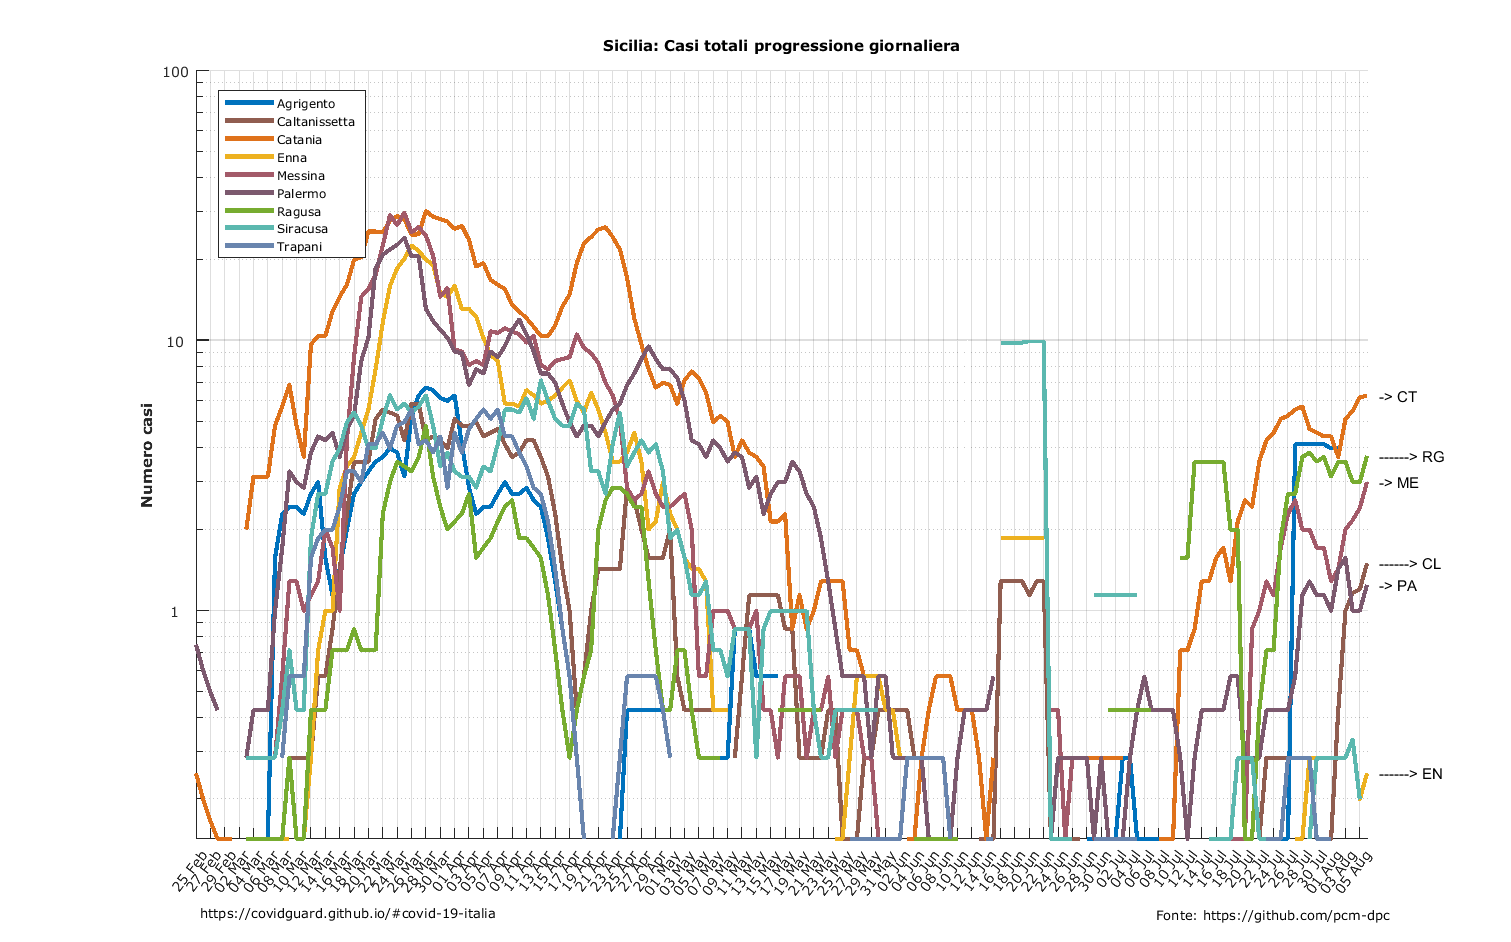 Sicilia: Casi totali progressione giornaliera
100
10
1
Numero casi
Agrigento
Caltanissetta
Catania
Enna
Messina
Palermo
Ragusa
Siracusa
Trapani
-> CT
------> RG
-> ME
------> CL
-> PA
------> EN
25 Feb
27 Feb
29 Feb
02 Mar
04 Mar
06 Mar
08 Mar
10 Mar
12 Mar
14 Mar
16 Mar
18 Mar
20 Mar
22 Mar
24 Mar
26 Mar
28 Mar
30 Mar
01 Apr
03 Apr
05 Apr
07 Apr
09 Apr
11 Apr
13 Apr
15 Apr
17 Apr
19 Apr
21 Apr
23 Apr
25 Apr
27 Apr
29 Apr
01 May
03 May
05 May
07 May
09 May
11 May
13 May
15 May
17 May
19 May
21 May
23 May
25 May
27 May
29 May
31 May
02 Jun
04 Jun
06 Jun
08 Jun
10 Jun
12 Jun
14 Jun
16 Jun
18 Jun
20 Jun
22 Jun
24 Jun
26 Jun
28 Jun
30 Jun
02 Jul
04 Jul
06 Jul
08 Jul
10 Jul
12 Jul
14 Jul
16 Jul
18 Jul
20 Jul
22 Jul
24 Jul
26 Jul
28 Jul
30 Jul
01 Aug
03 Aug
05 Aug
https://covidguard.github.io/#covid-19-italia
Fonte: https://github.com/pcm-dpc